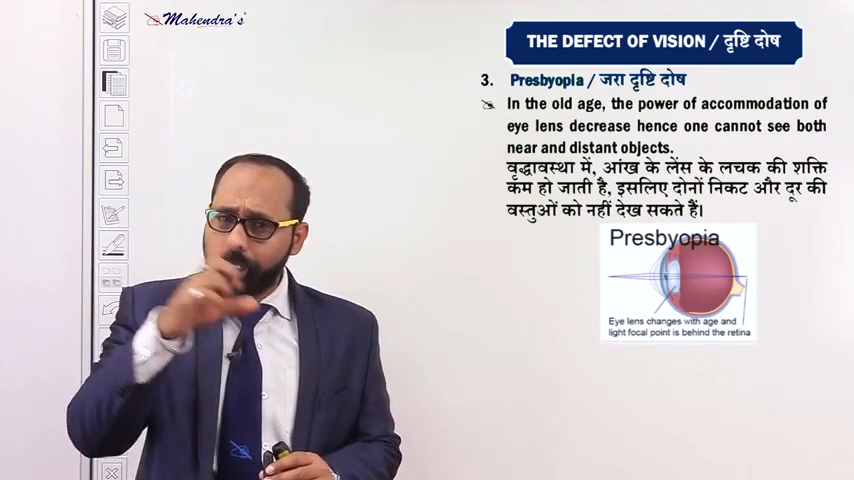 Mahendra's
THE DEFECT OF VISION / दृष्टि दोष
3. Presbyopia / जरा दृष्टि दोष
In the old age, the power of accommodation of
eye lens decrease hence one cannot see both
near and distant objects.
वृद्धावस्था में, आंख के लेंस के लचक की शक्ति
कम हो जाती है, इसलिए दोनों निकट और दूर की
वस्तुओं को नहीं देख सकते हैं।
Presbyopia
Eye lens changes with age and
light focal point is behind the retina